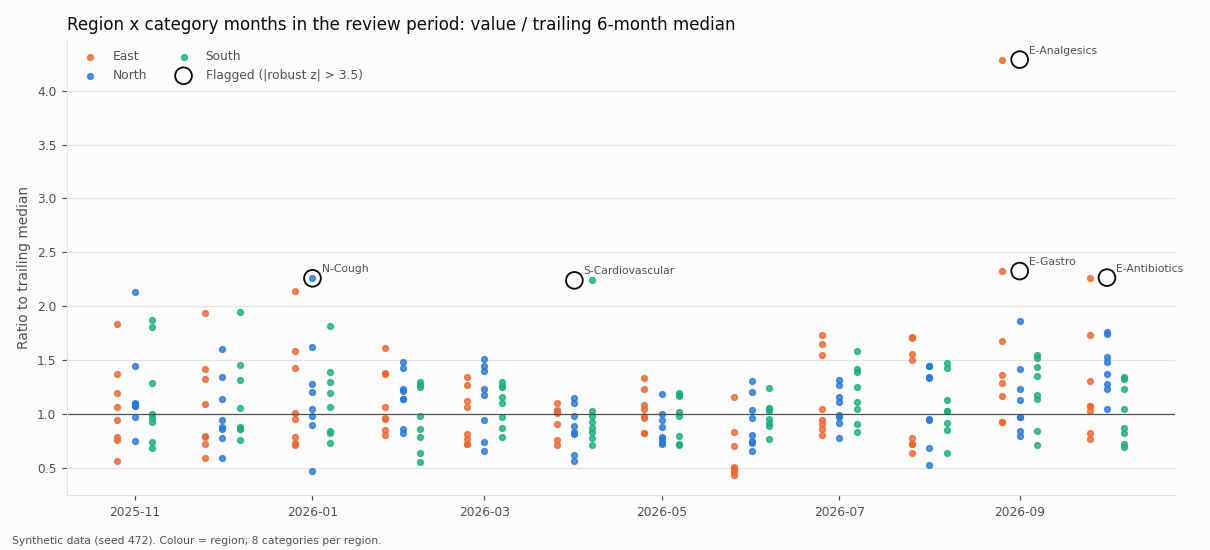 Region x category months in the review period: value / trailing 6-month median
East
South
North
Flagged (|robust z| > 3.5)
E-Analgesics
4.0
3.5
3.0
2.5
2.0
1.5
1.0
0.5
Ratio to trailing median
N-Cough
S-Cardiovascular
E-Gastro
E-Antibiotics
2025-11
2026-01
2026-03
2026-05
2026-07
2026-09
Synthetic data (seed 472). Colour = region; 8 categories per region.